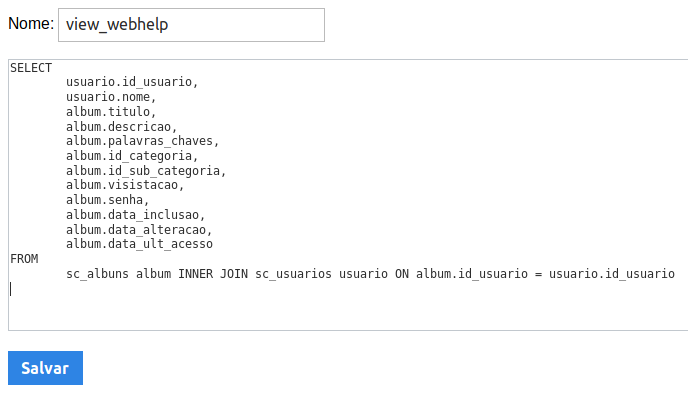 Nome: view_webhelp
SELECT
usuario.id_usuario,
usuario.nome,
album.titulo,
album.descricao,
album.palavras_chaves,
album.id_categoria,
album.id_sub_categoria,
album.visistacao,
album.senha,
album.data_inclusao,
album.data_alteracao,
album.data_ult_acesso
FROM
sc_albuns album INNER JOIN sc_usuarios usuario ON album.id_usuario = usuario.id_usuario
Salvar